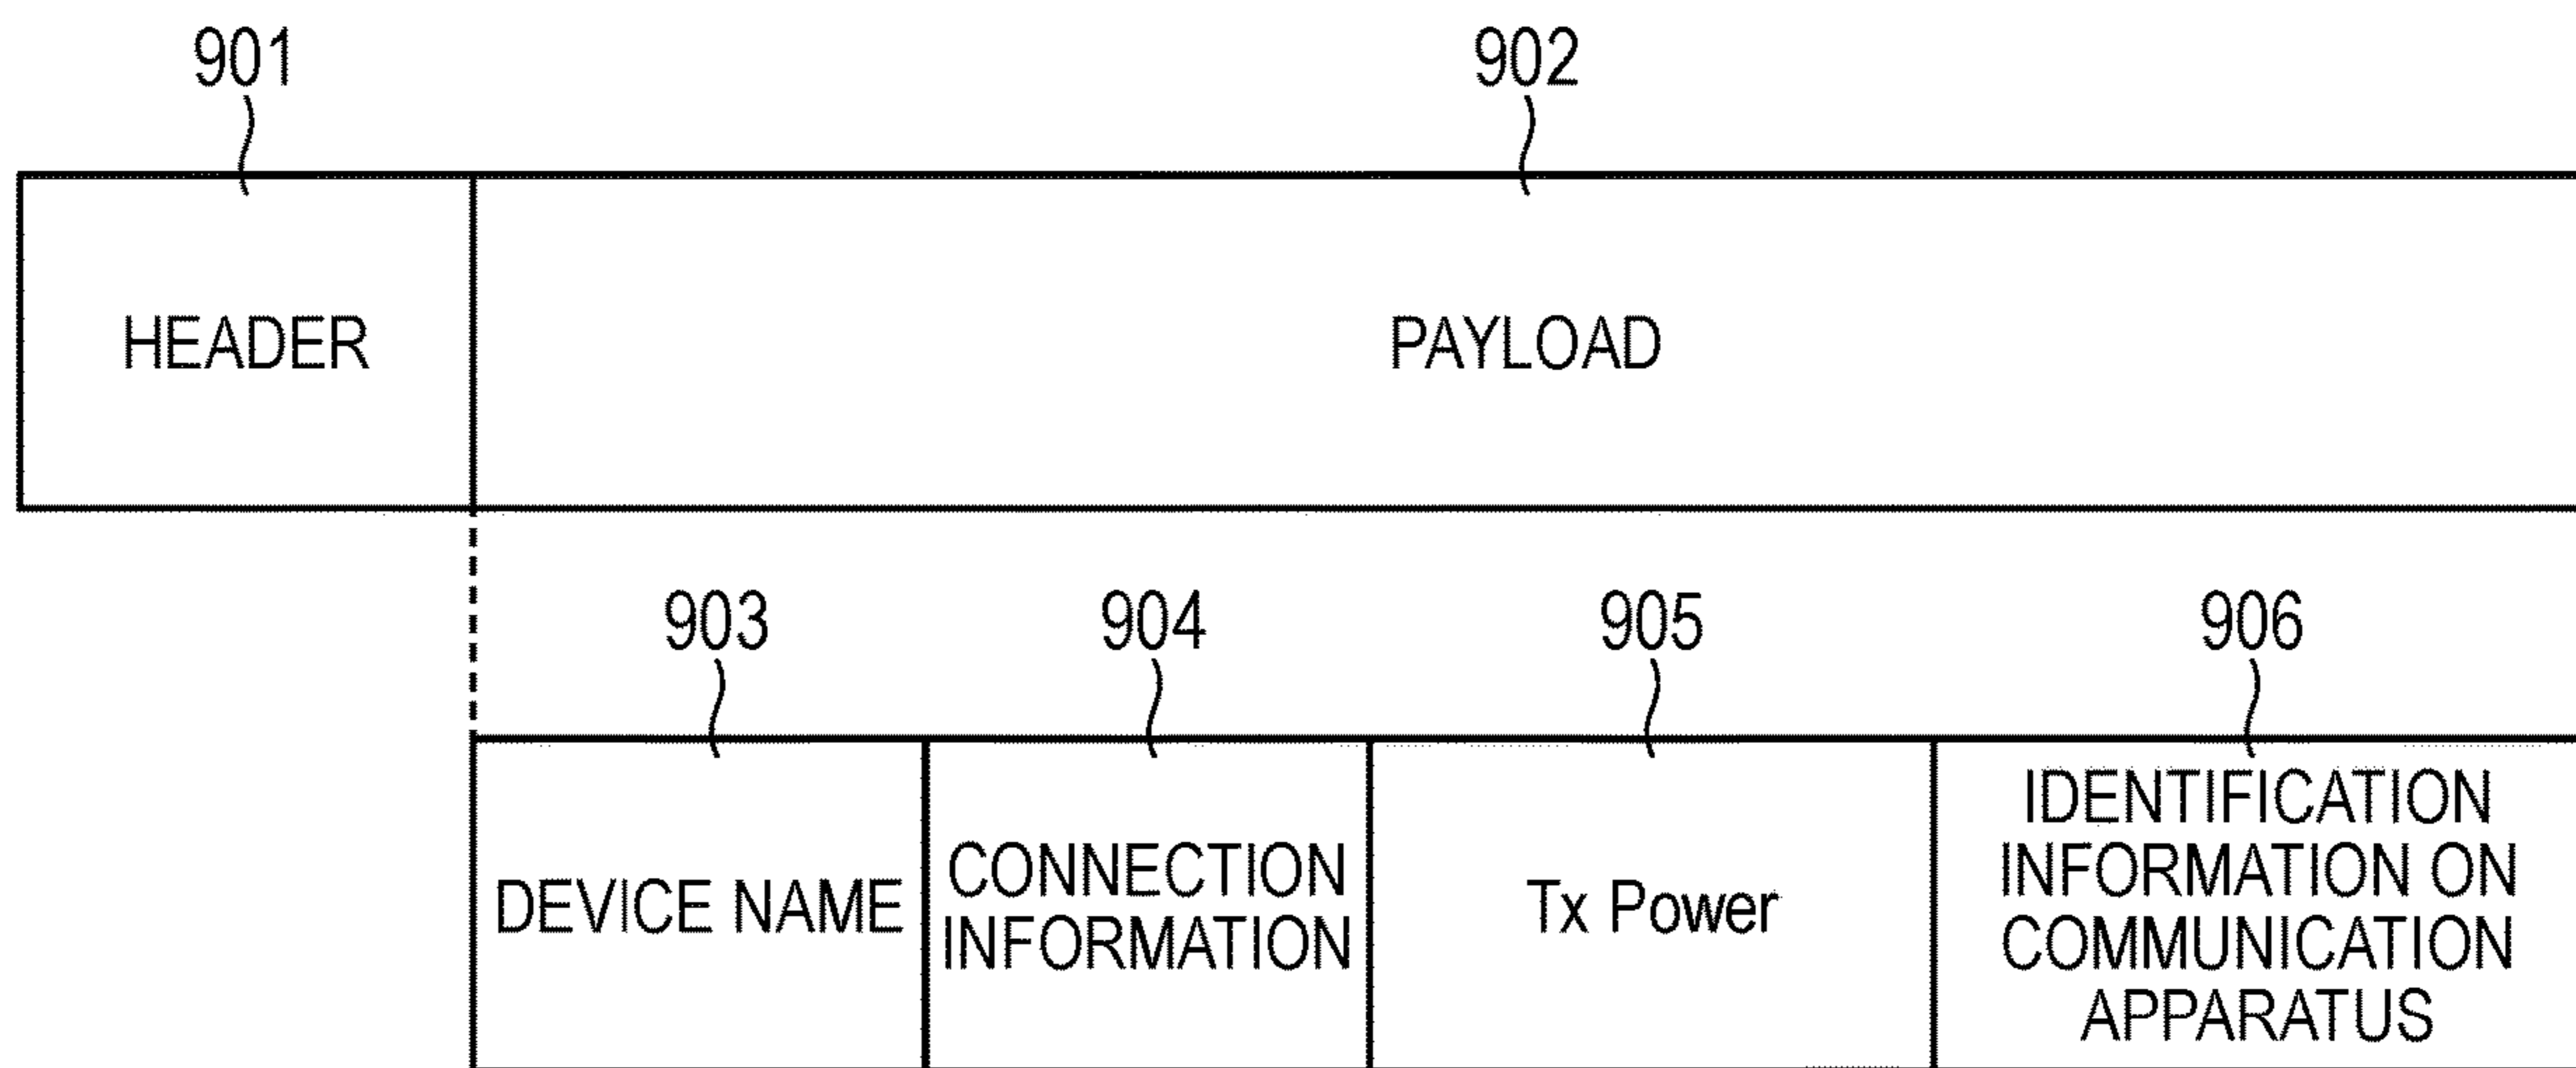 901
902
HEADER
PAYLOAD
903
904
905
906
DEVICE NAME
CONNECTION
INFORMATION
Tx Power
IDENTIFICATION
INFORMATION ON
COMMUNICATION
APPARATUS